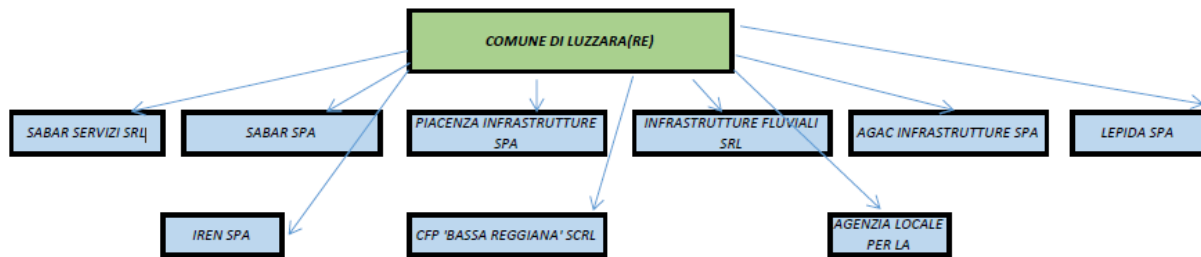 COMUNE DI LUZZARA(RE)
SABAR SERVIZI SRL
SABAR SPA
PIACENZA INFRASTRUTTURE
SPA
INFRASTRUTTURE FLUVIALI
SRL
AGAC INFRASTRUTTURE SPA
LEPIDA SPA
IREN SPA
CFP 'BASSA REGGIANA' SCRL
AGENZIA LOCALE
PER LA